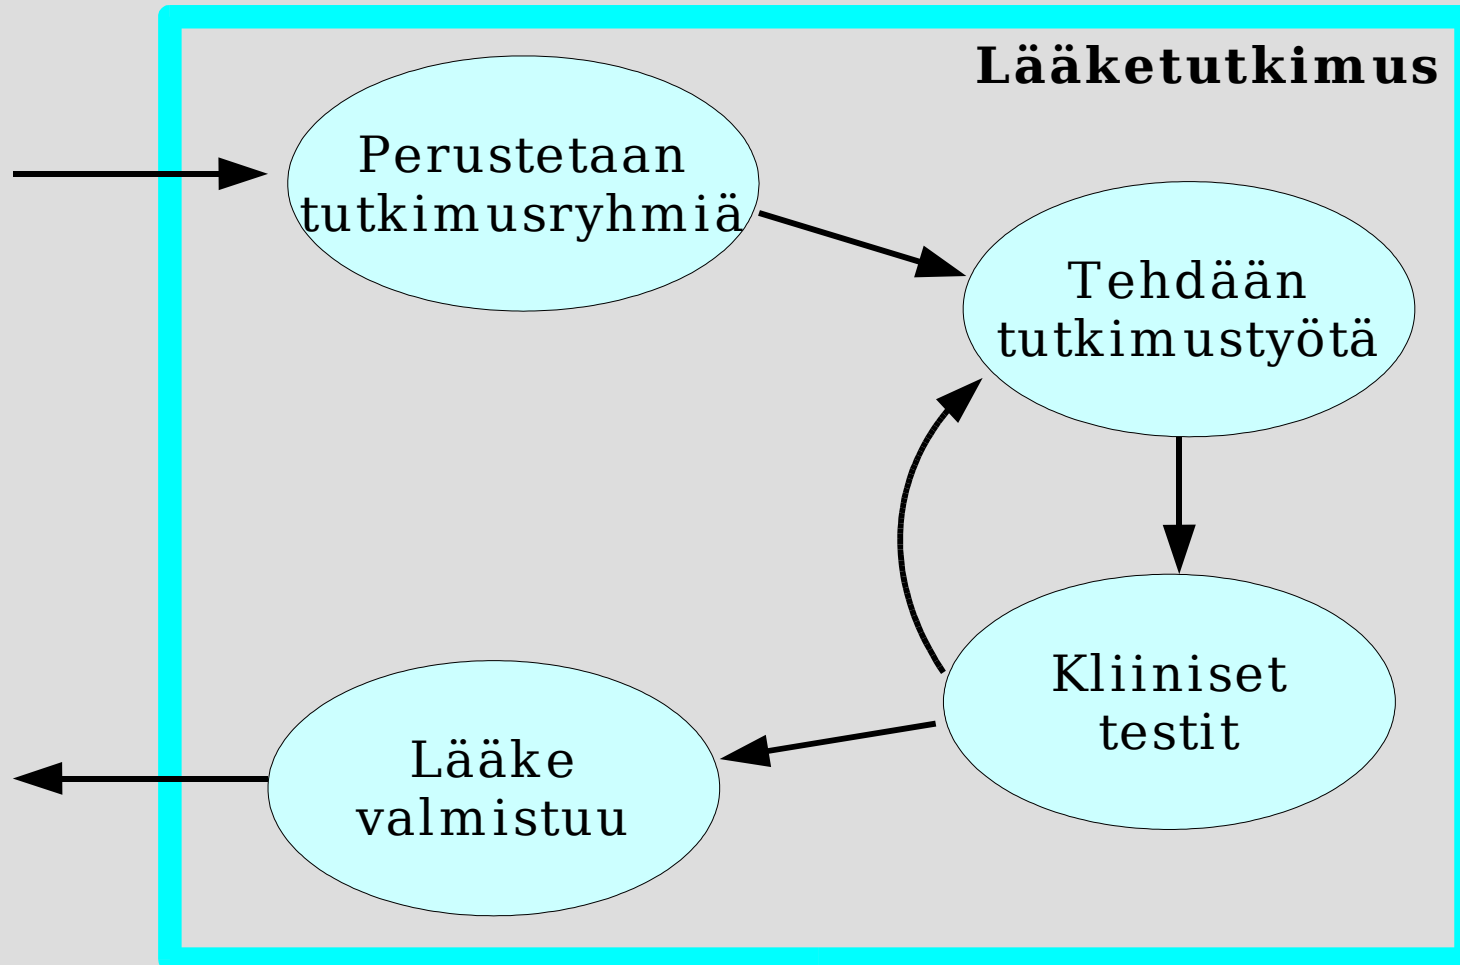 Lääketutkimus
Perustetaan
tutkimusryhmiä
Tehdään
tutkimustyötä
Kliiniset
testit
Lääke
valmistuu